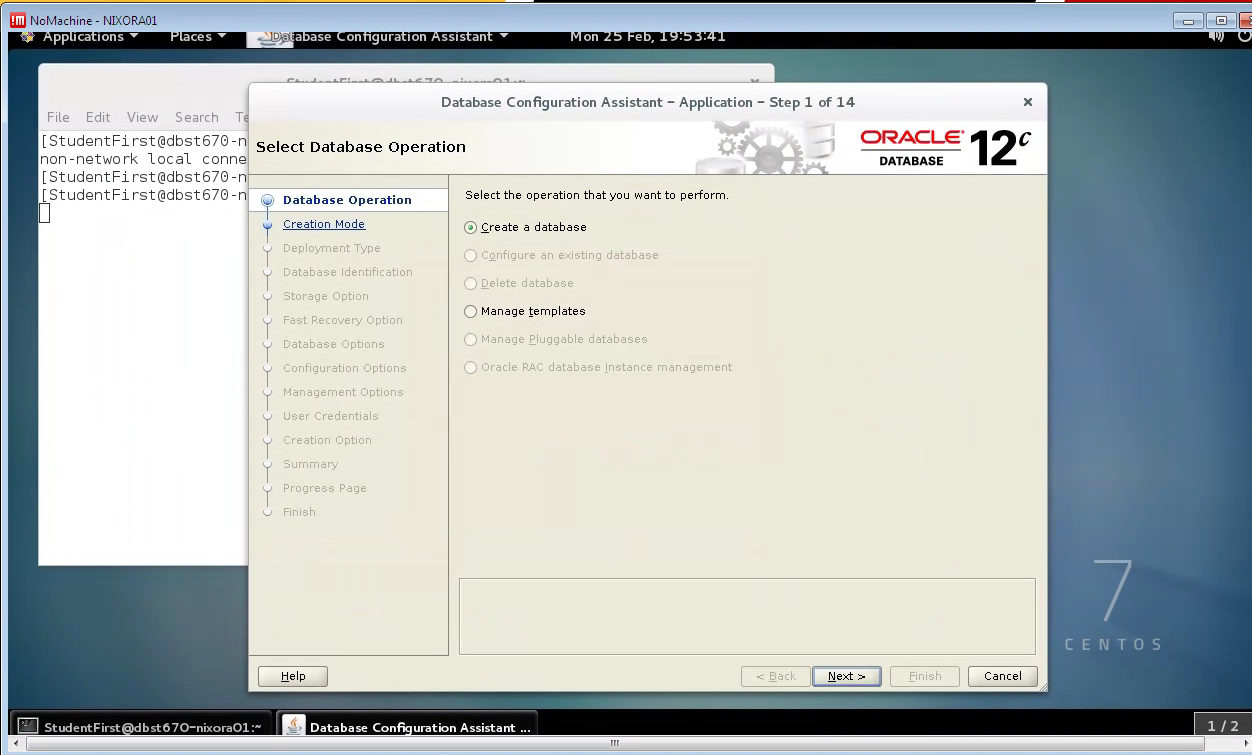 NoMachine - NIXORA01
Applications Places Database Configuration Assistant Mon 25 Feb, 19:53:41
StudentFirst@dbst670-nixora01:~
File Edit View Search Te
[StudentFirst@dbst670-n
non-network local conne
[StudentFirst@dbst670-n
[StudentFirst@dbst670-n
Database Configuration Assistant - Application - Step 1 of 14
Select Database Operation
ORACLE
DATABASE
12c
Database Operation
Creation Mode
Deployment Type
Database Identification
Storage Option
Fast Recovery Option
Database Options
Configuration Options
Management Options
User Credentials
Creation Option
Summary
Progress Page
Finish
Select the operation that you want to perform.
Create a database
Configure an existing database
Delete database
Manage templates
Manage Pluggable databases
Oracle RAC database Instance management
Help
< Back
Next >
Finish
Cancel
7
CENTOS
StudentFirst@dbst670-nixora01:~
Database Configuration Assistant ...
1 / 2